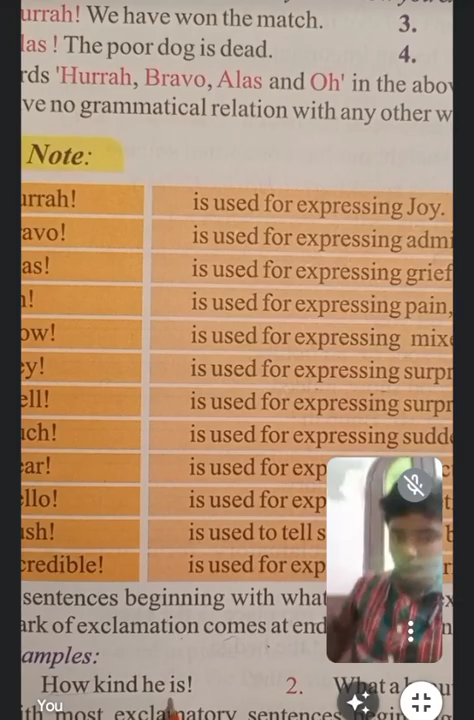 urrah! We have won the match. 3.
las ! The poor dog is dead. 4.
rds 'Hurrah, Bravo, Alas and Oh' in the abov
ve no grammatical relation with any other w
Note:
urrah! is used for expressing Joy.
avo! is used for expressing admi
as! is used for expressing grief
h! is used for expressing pain,
ow! is used for expressing mixe
ey! is used for expressing surpr
ell! is used for expressing surpr
uch! is used for expressing sudde
ear! is used for exp
ello! is used for exp
ush! is used to tell s
credible! is used for exp
sentences beginning with what
ark of exclamation comes at end
amples:
How kind he is! 2. What a
You
ith most exclamatory sentences